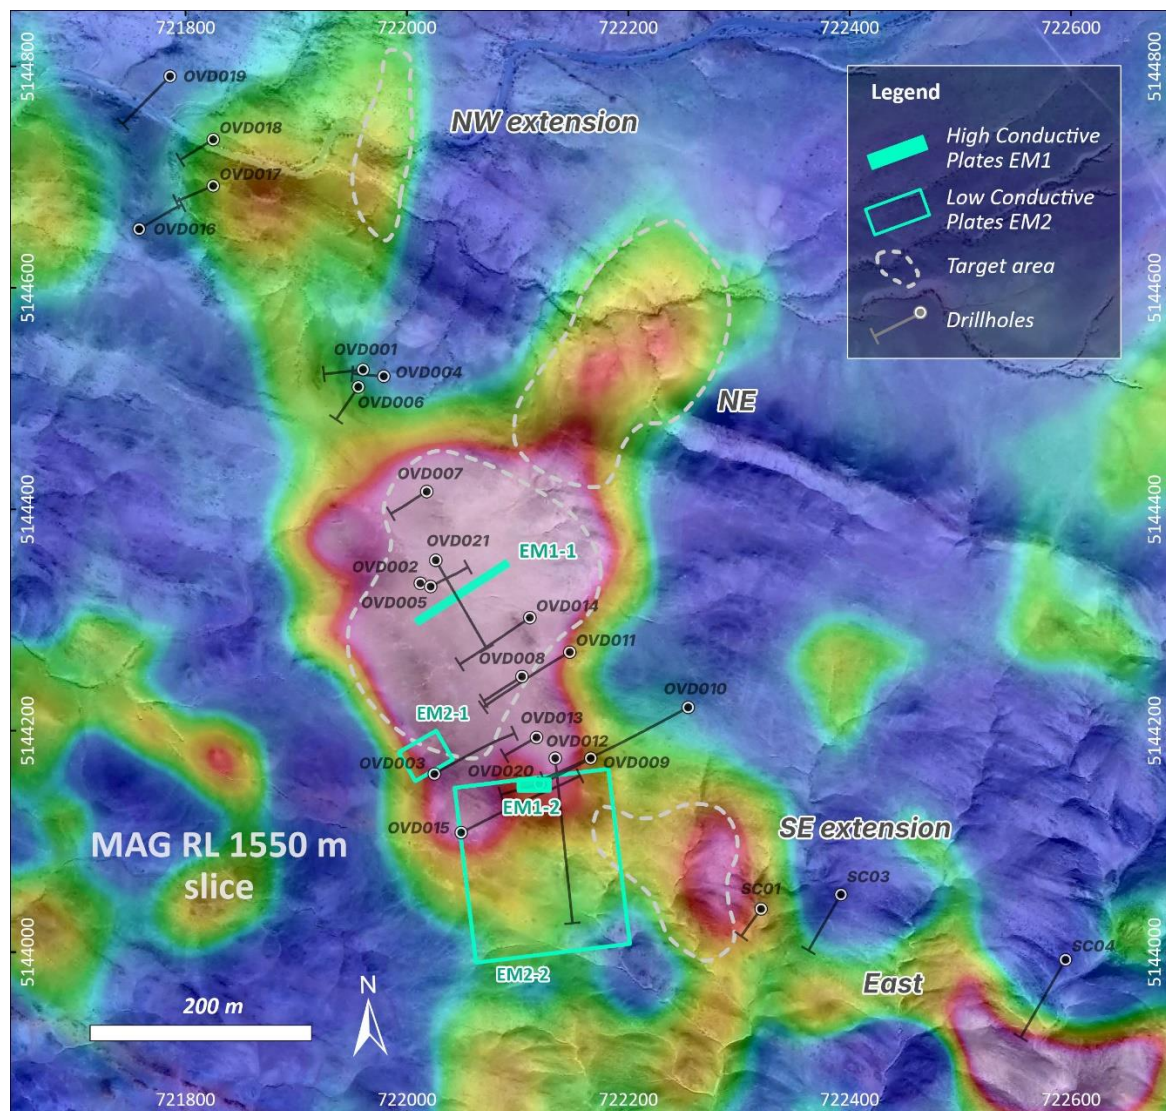 721800
722000
722200
722400
722600
5144800
5144800
OVD019
OVD018
OVD017
OVD016
NW extension
Legend
High Conductive
Plates EM1
Low Conductive
Plates EM2
Target area
Drillholes
5144600
5144600
OVD001
OVD004
OVD006
NE
5144400
5144400
OVD007
OVD021
EM1-1
OVD002
OVD005
OVD014
OVD011
OVD008
OVD010
5144200
5144200
EM2-1
OVD013
OVD012
OVD003
OVD020
OVD009
EM1-2
OVD015
SE extension
MAG RL 1550 m
slice
SC01
SC03
SC04
5144000
5144000
EM2-2
East
200 m
N
721800
722000
722200
722400
722600